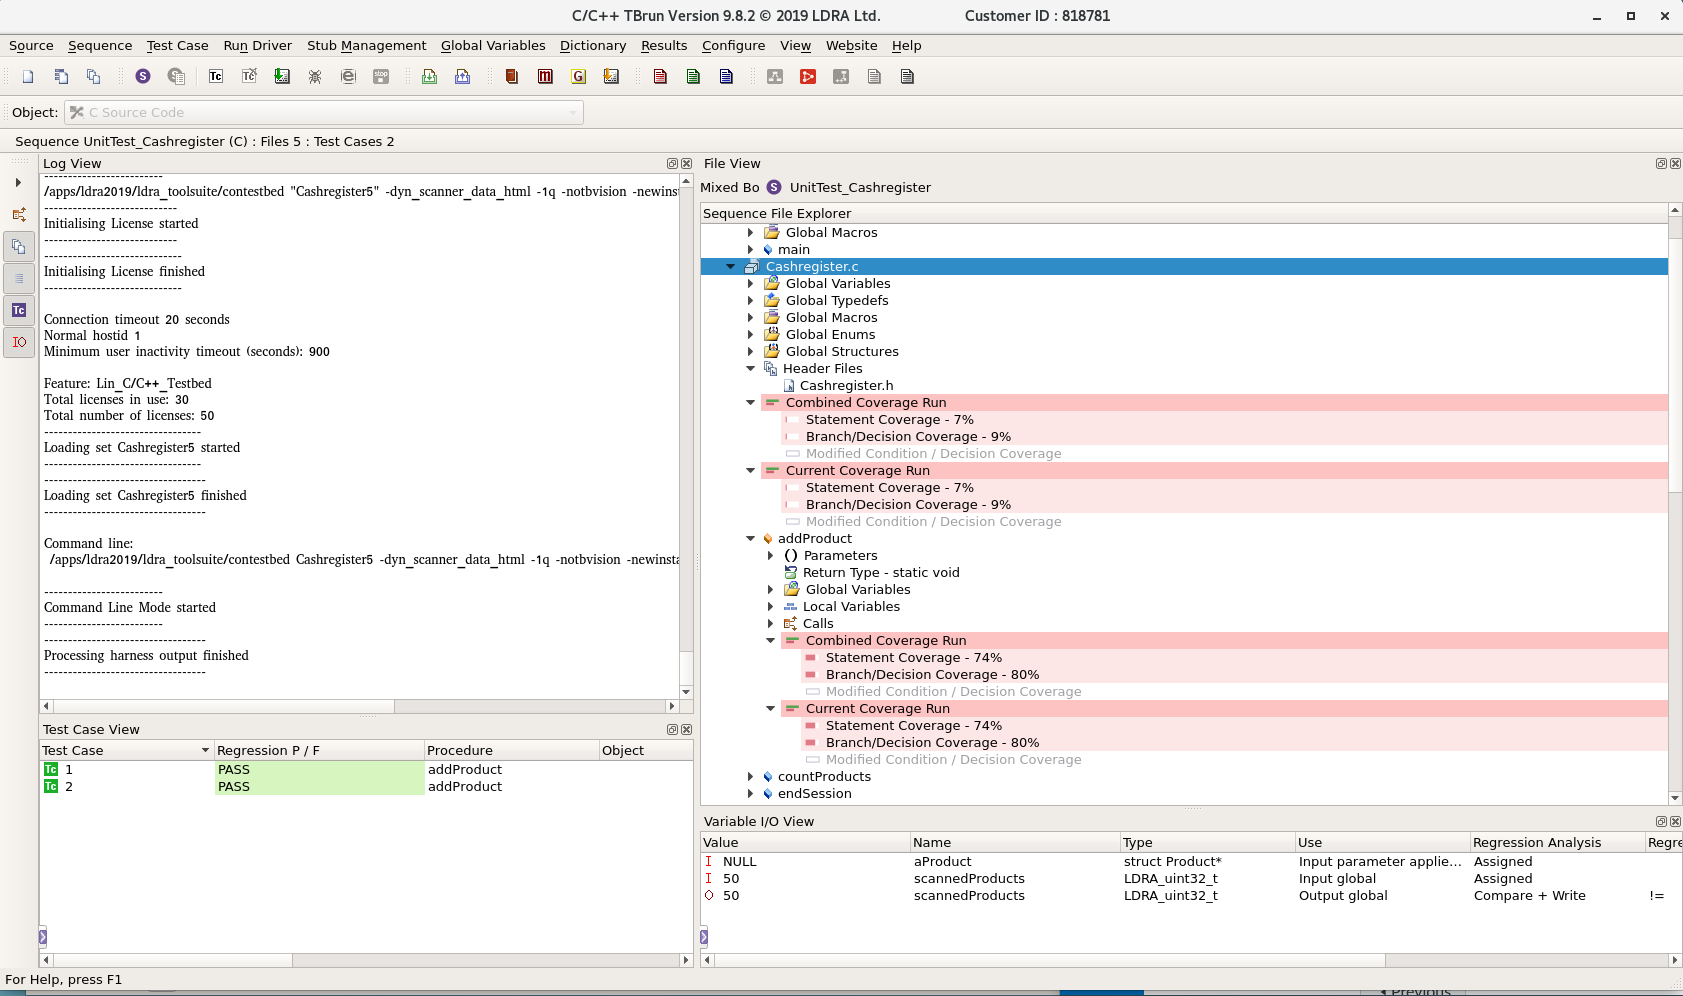 C/C++ TBrun Version 9.8.2 © 2019 LDRA Ltd. Customer ID : 818781
Source Sequence Test Case Run Driver Stub Management Global Variables Dictionary Results Configure View Website Help
Object: C Source Code
Sequence UnitTest_Cashregister (C) : Files 5 : Test Cases 2
Log View
-------------------------
/apps/ldra2019/ldra_toolsuite/contestbed "Cashregister5" -dyn_scanner_data_html -1q -notbvision -newinst
----------------------------
Initialising License started
----------------------------
-----------------------------
Initialising License finished
-----------------------------
Connection timeout 20 seconds
Normal hostid 1
Minimum user inactivity timeout (seconds): 900
Feature: Lin_C/C++_Testbed
Total licenses in use: 30
Total number of licenses: 50
---------------------------------
Loading set Cashregister5 started
---------------------------------
----------------------------------
Loading set Cashregister5 finished
----------------------------------
Command line:
/apps/ldra2019/ldra_toolsuite/contestbed Cashregister5 -dyn_scanner_data_html -1q -notbvision -newinsta
-------------------------
Command Line Mode started
-------------------------
----------------------------------
Processing harness output finished
----------------------------------
Test Case View
Test Case Regression P / F Procedure Object
Tc 1 PASS addProduct
Tc 2 PASS addProduct
File View
Mixed Bo S UnitTest_Cashregister
Sequence File Explorer
Global Macros
main
Cashregister.c
Global Variables
Global Typedefs
Global Macros
Global Enums
Global Structures
Header Files
Cashregister.h
Combined Coverage Run
Statement Coverage - 7%
Branch/Decision Coverage - 9%
Modified Condition / Decision Coverage
Current Coverage Run
Statement Coverage - 7%
Branch/Decision Coverage - 9%
Modified Condition / Decision Coverage
addProduct
() Parameters
Return Type - static void
Global Variables
Local Variables
Calls
Combined Coverage Run
Statement Coverage - 74%
Branch/Decision Coverage - 80%
Modified Condition / Decision Coverage
Current Coverage Run
Statement Coverage - 74%
Branch/Decision Coverage - 80%
Modified Condition / Decision Coverage
countProducts
endSession
Variable I/O View
Value Name Type Use Regression Analysis Regre
I NULL aProduct struct Product* Input parameter applie... Assigned
I 50 scannedProducts LDRA_uint32_t Input global Assigned
O 50 scannedProducts LDRA_uint32_t Output global Compare + Write !=
For Help, press F1
Previous